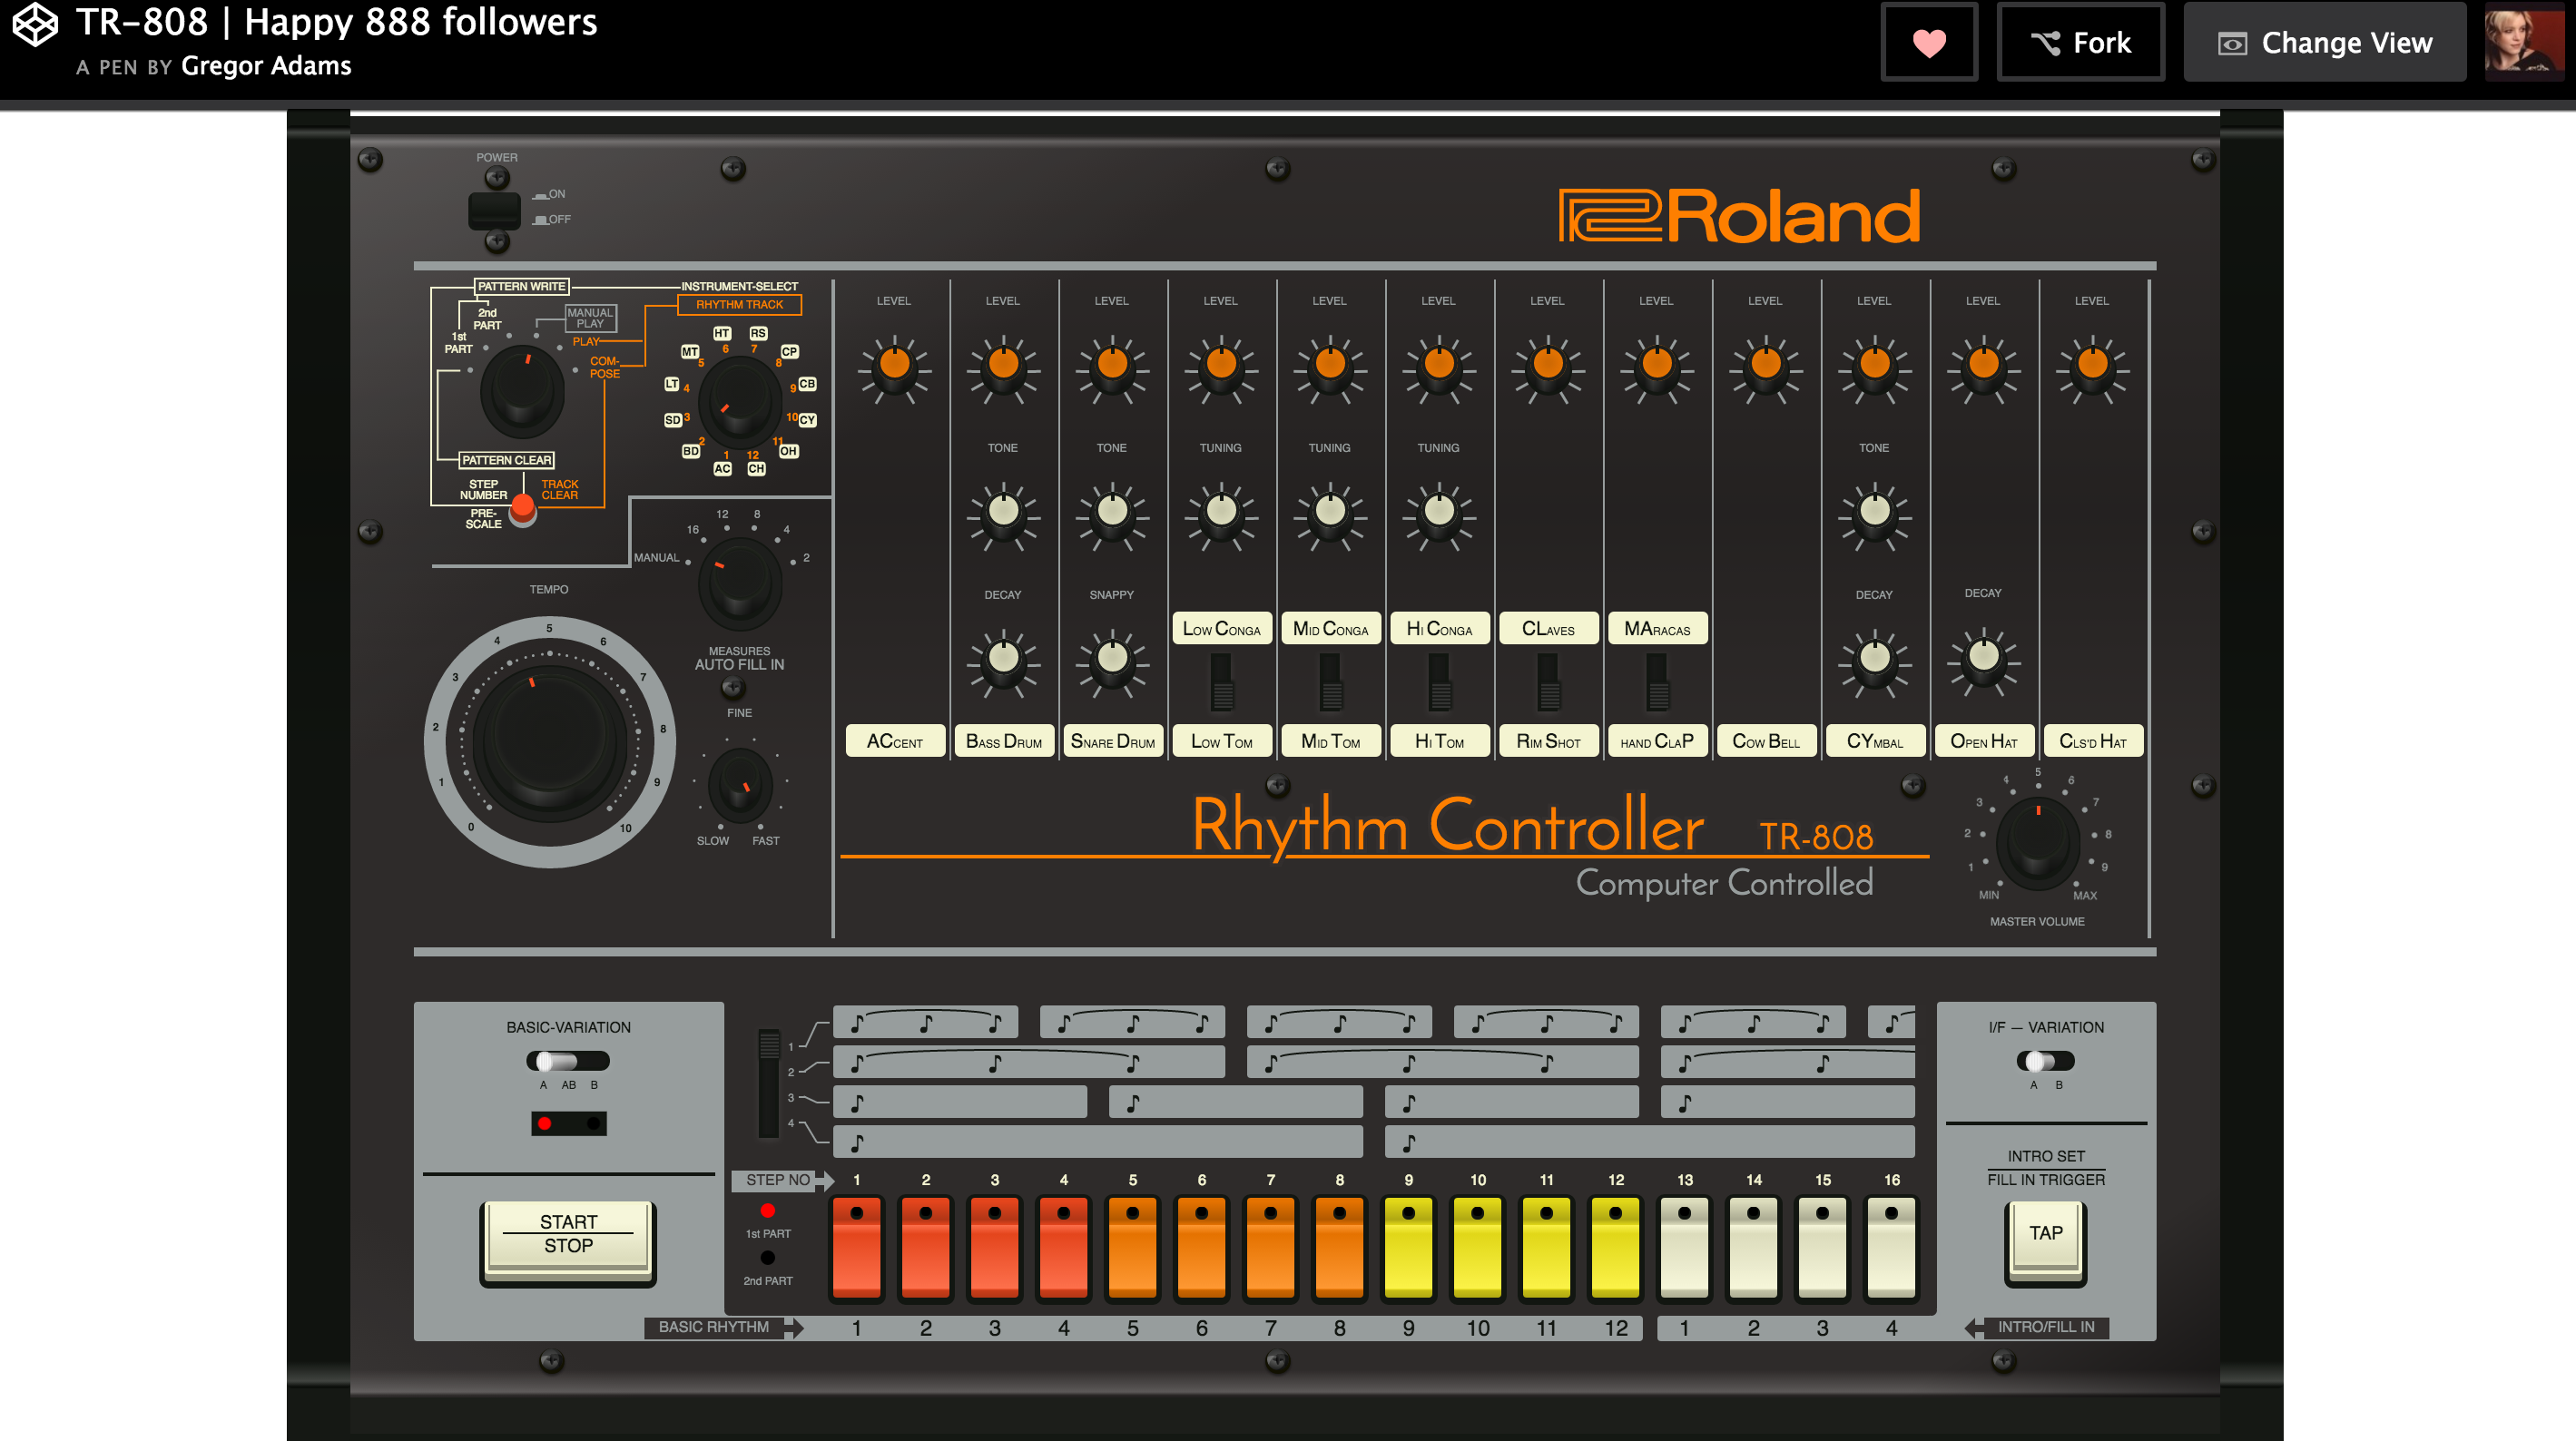 TR-808 | Happy 888 followers
A PEN BY Gregor Adams
Fork
Change View
POWER
ON
OFF
Roland
PATTERN WRITE
INSTRUMENT-SELECT
RHYTHM TRACK
2nd
PART
MANUAL
PLAY
1st
PART
PLAY
COM-
POSE
HT RS
MT 6 7 CP
5 8
LT 4 9 CB
SD 3 10 CY
2 11
BD 1 12 OH
AC CH
PATTERN CLEAR
STEP
NUMBER
TRACK
CLEAR
PRE-
SCALE
12 8
16 4
MANUAL 2
MEASURES
AUTO FILL IN
TEMPO
5
4 6
3 7
2 8
1 9
0 10
FINE
SLOW FAST
LEVEL LEVEL LEVEL LEVEL LEVEL LEVEL LEVEL LEVEL LEVEL LEVEL LEVEL LEVEL
TONE TONE TUNING TUNING TUNING TONE
DECAY SNAPPY DECAY DECAY
LOW CONGA MID CONGA HI CONGA CLAVES MARACAS
ACCENT BASS DRUM SNARE DRUM LOW TOM MID TOM HI TOM RIM SHOT HAND CLAP COW BELL CYMBAL OPEN HAT CLS'D HAT
Rhythm Controller TR-808
Computer Controlled
5
4 6
3 7
2 8
1 9
MIN MAX
MASTER VOLUME
BASIC-VARIATION
A AB B
START
STOP
1
2
3
4
STEP NO 1 2 3 4 5 6 7 8 9 10 11 12 13 14 15 16
1st PART
2nd PART
BASIC RHYTHM 1 2 3 4 5 6 7 8 9 10 11 12 1 2 3 4 INTRO/FILL IN
I/F — VARIATION
A B
INTRO SET
FILL IN TRIGGER
TAP